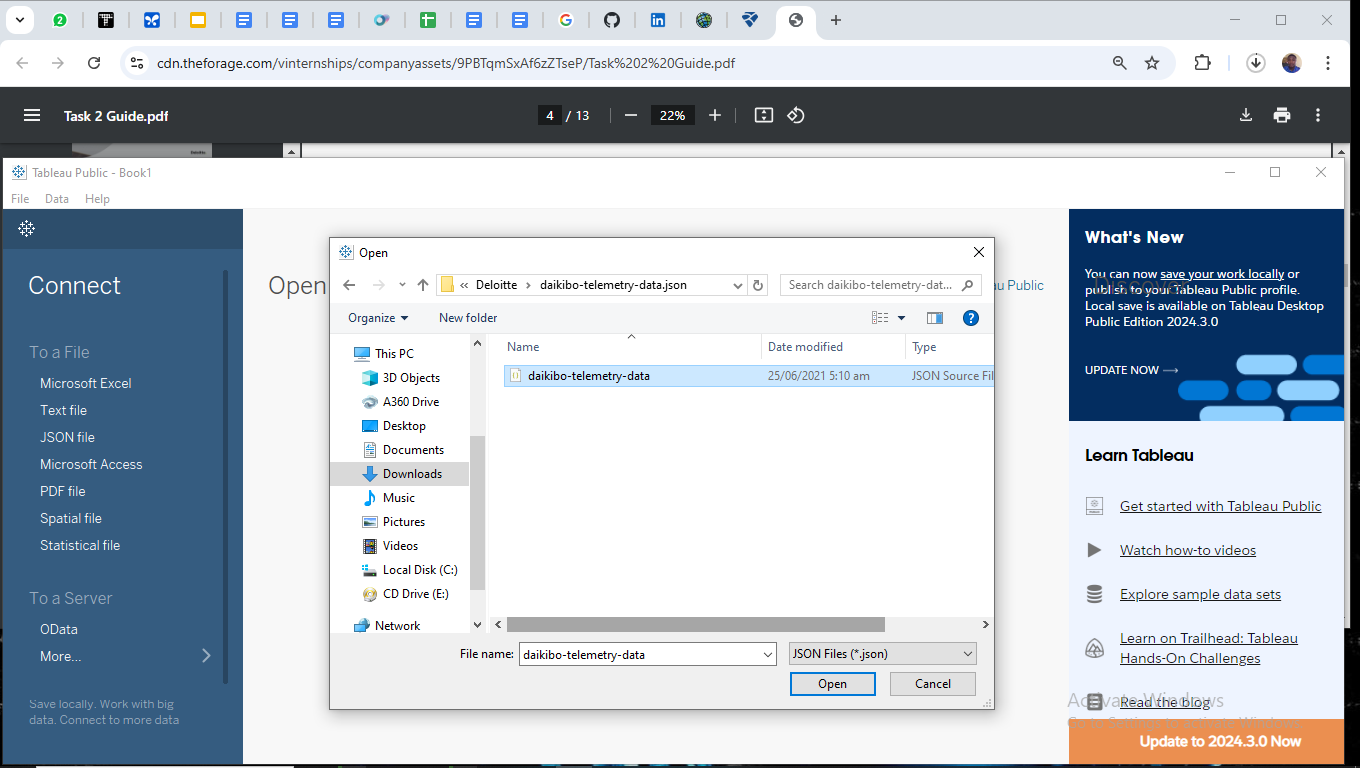 2
cdn.theforage.com/vinternships/companyassets/9PBTqmSxAf6zZTseP/Task%202%20Guide.pdf
Task 2 Guide.pdf
4 / 13
22%
Tableau Public - Book1
File Data Help
Connect
To a File
Microsoft Excel
Text file
JSON file
Microsoft Access
PDF file
Spatial file
Statistical file
To a Server
OData
More...
Save locally. Work with big
data. Connect to more data
Open
au Public
Discover
Open
« Deloitte › daikibo-telemetry-data.json
Search daikibo-telemetry-dat...
Organize
New folder
This PC
3D Objects
A360 Drive
Desktop
Documents
Downloads
Music
Pictures
Videos
Local Disk (C:)
CD Drive (E:)
Network
Name Date modified Type
daikibo-telemetry-data 25/06/2021 5:10 am JSON Source Fil
File name: daikibo-telemetry-data
JSON Files (*.json)
Open
Cancel
What's New
You can now save your work locally or
publish to your Tableau Public profile.
Local save is available on Tableau Desktop
Public Edition 2024.3.0
UPDATE NOW
Learn Tableau
Get started with Tableau Public
Watch how-to videos
Explore sample data sets
Learn on Trailhead: Tableau
Hands-On Challenges
Read the blog
Activate Windows
Update to 2024.3.0 Now